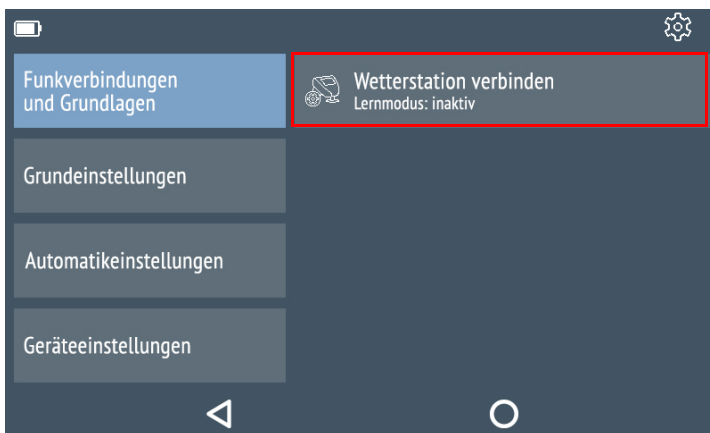 Funkverbindungen
und Grundlagen
Wetterstation verbinden
Lernmodus: inaktiv
Grundeinstellungen
Automatikeinstellungen
Geräteeinstellungen